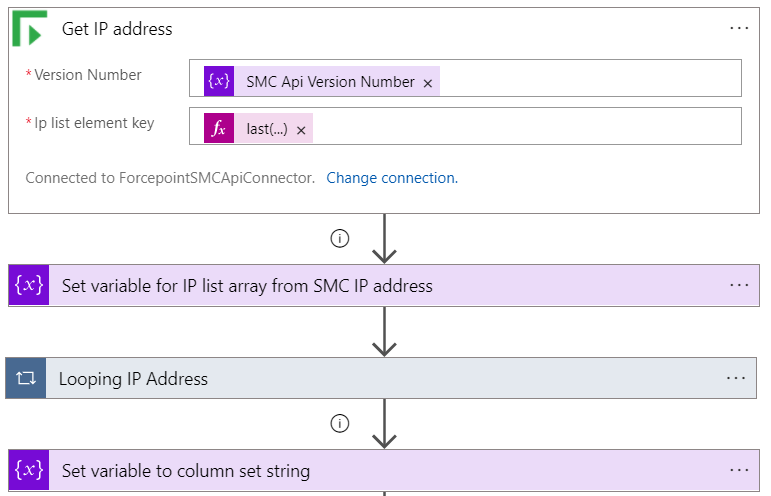 Get IP address
...
* Version Number
{x} SMC Api Version Number ×
* Ip list element key
fx last(...) ×
Connected to ForcepointSMCApiConnector. Change connection.
i
{x} Set variable for IP list array from SMC IP address ...
Looping IP Address ...
i
{x} Set variable to column set string ...